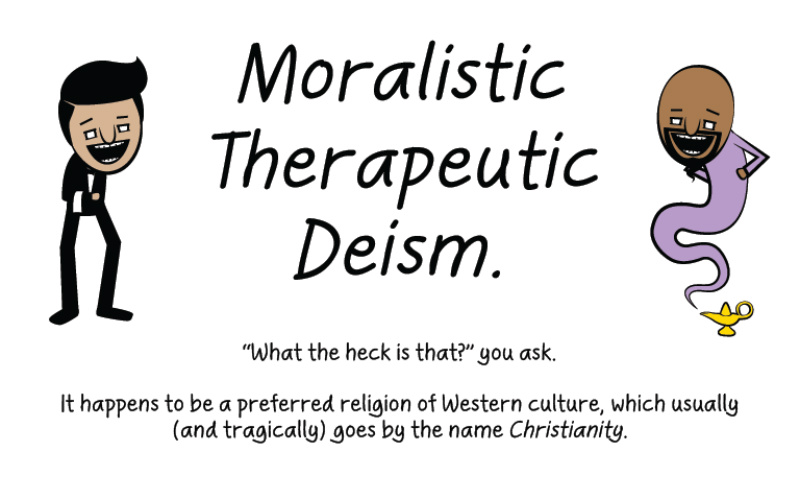 Moralistic
Therapeutic
Deism.
“What the heck is that?” you ask.
It happens to be a preferred religion of Western culture, which usually
(and tragically) goes by the name Christianity.